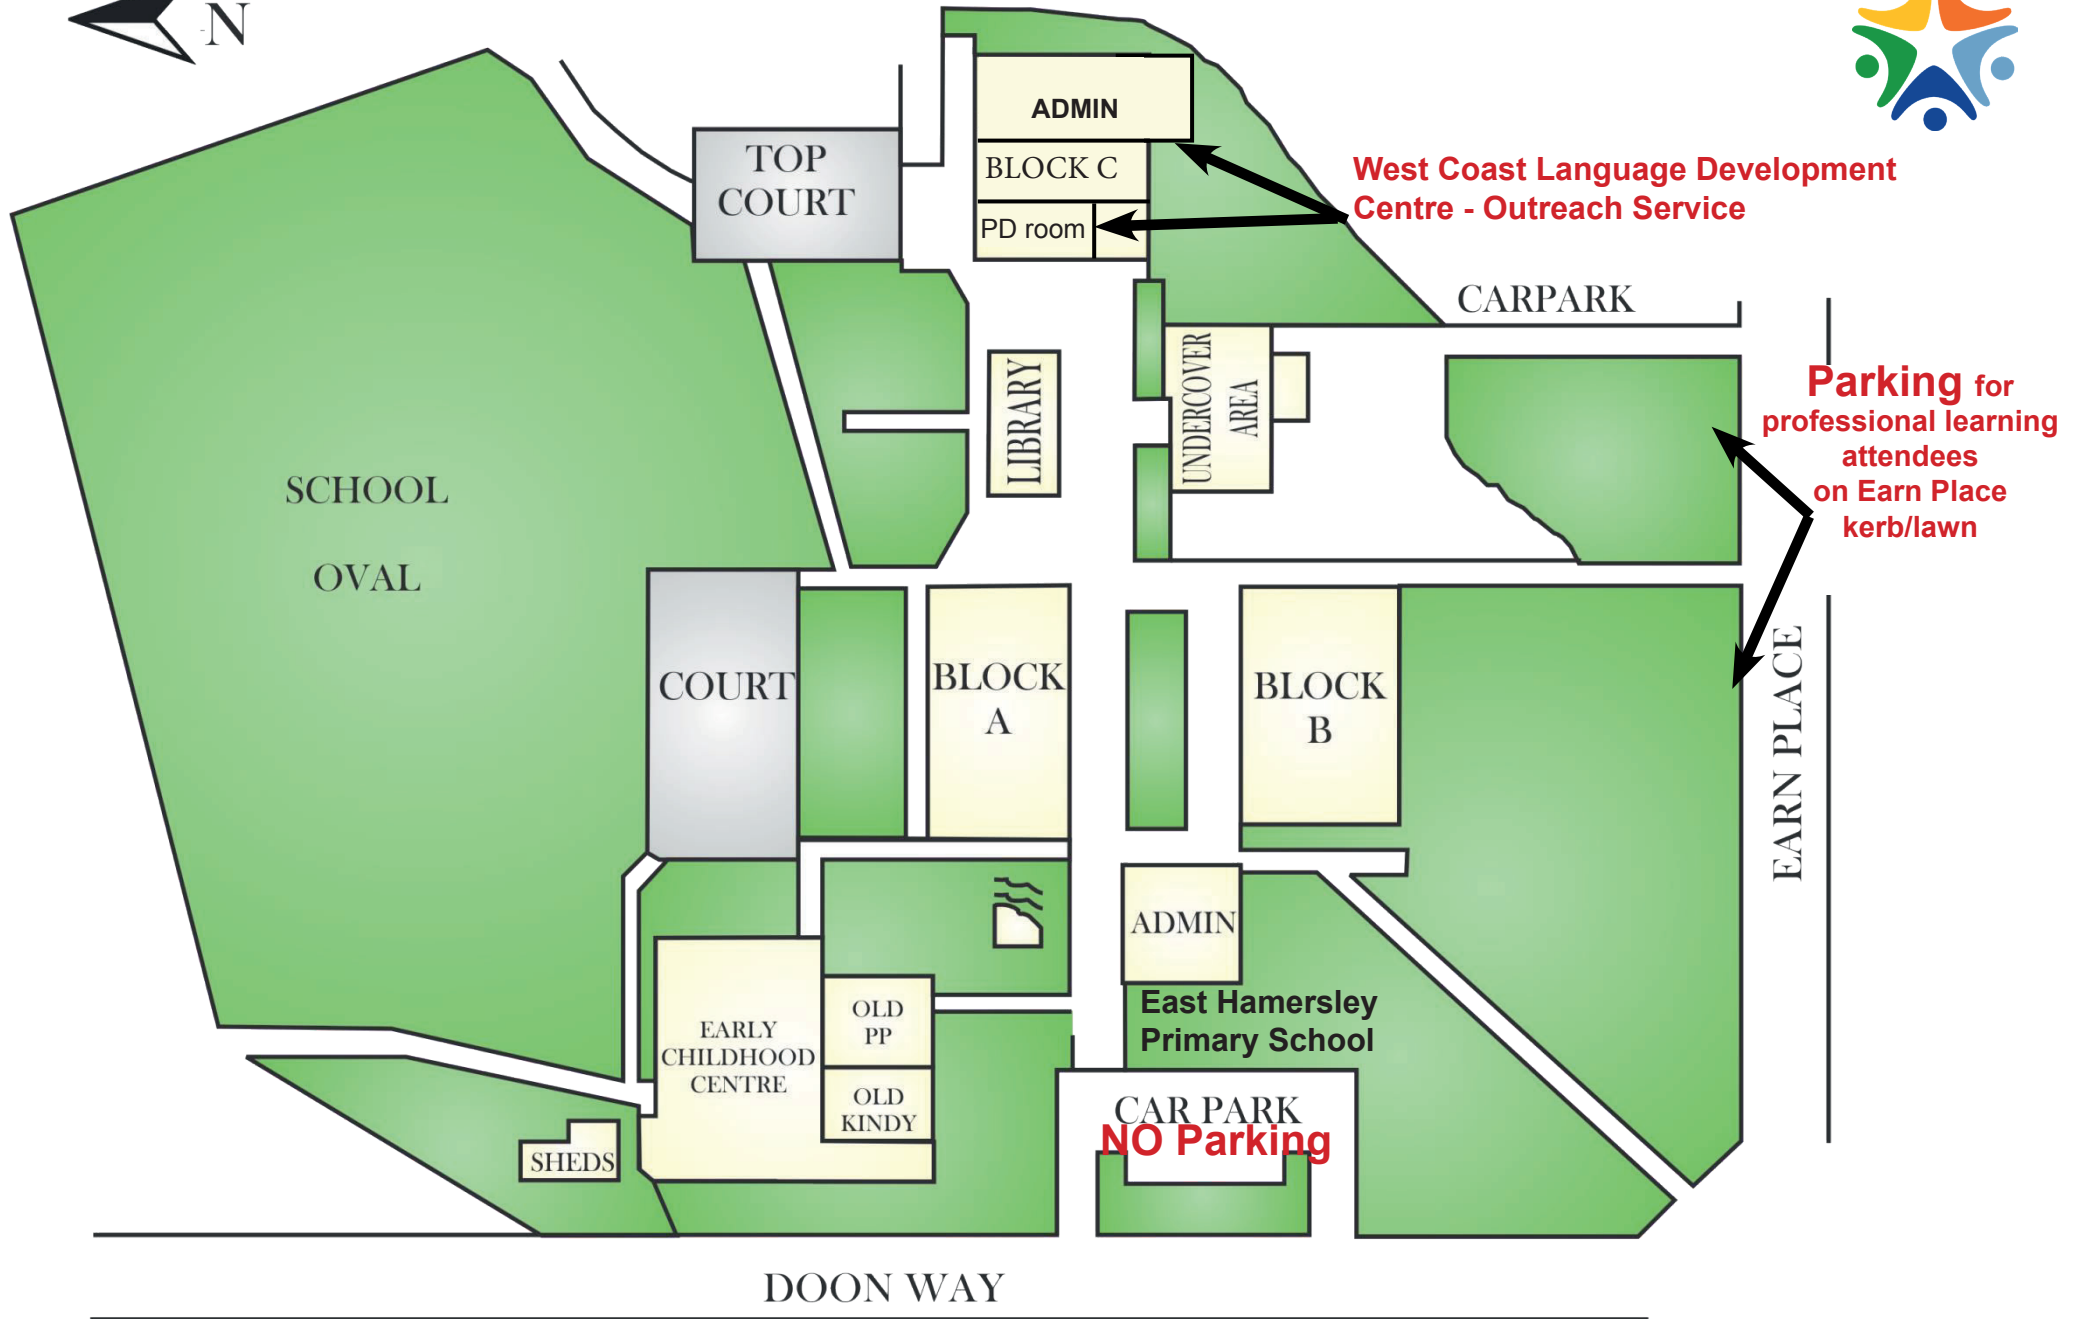 N
ADMIN
TOP
COURT
BLOCK C
PD room
West Coast Language Development
Centre - Outreach Service
CARPARK
LIBRARY
UNDERCOVER
AREA
Parking for
professional learning
attendees
on Earn Place
kerb/lawn
SCHOOL
OVAL
COURT
BLOCK
A
BLOCK
B
EARN PLACE
ADMIN
East Hamersley
Primary School
EARLY
CHILDHOOD
CENTRE
OLD
PP
OLD
KINDY
CAR PARK
NO Parking
SHEDS
DOON WAY